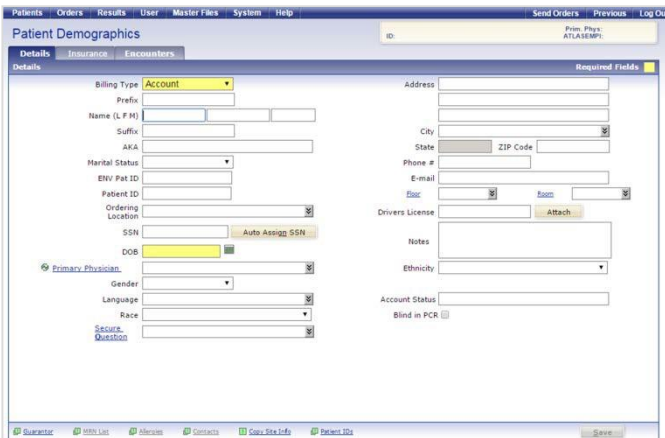 Patients Orders Results User Master Files System Help Send Orders Previous Log Ou
Patient Demographics
ID:
Prim. Phys:
ATLASEMPI:
Details Insurance Encounters
Details Required Fields
Billing Type Account Address
Prefix
Name (L F M)
Suffix City
AKA State ZIP Code
Marital Status Phone #
ENV Pat ID E-mail
Patient ID Floor Room
Ordering Location Drivers License Attach
SSN Auto Assign SSN Notes
DOB
Primary Physician Ethnicity
Gender
Language Account Status
Race Blind in PCR
Secure Question
Guarantor MRN List Allergies Contacts Copy Site Info Patient IDs Save